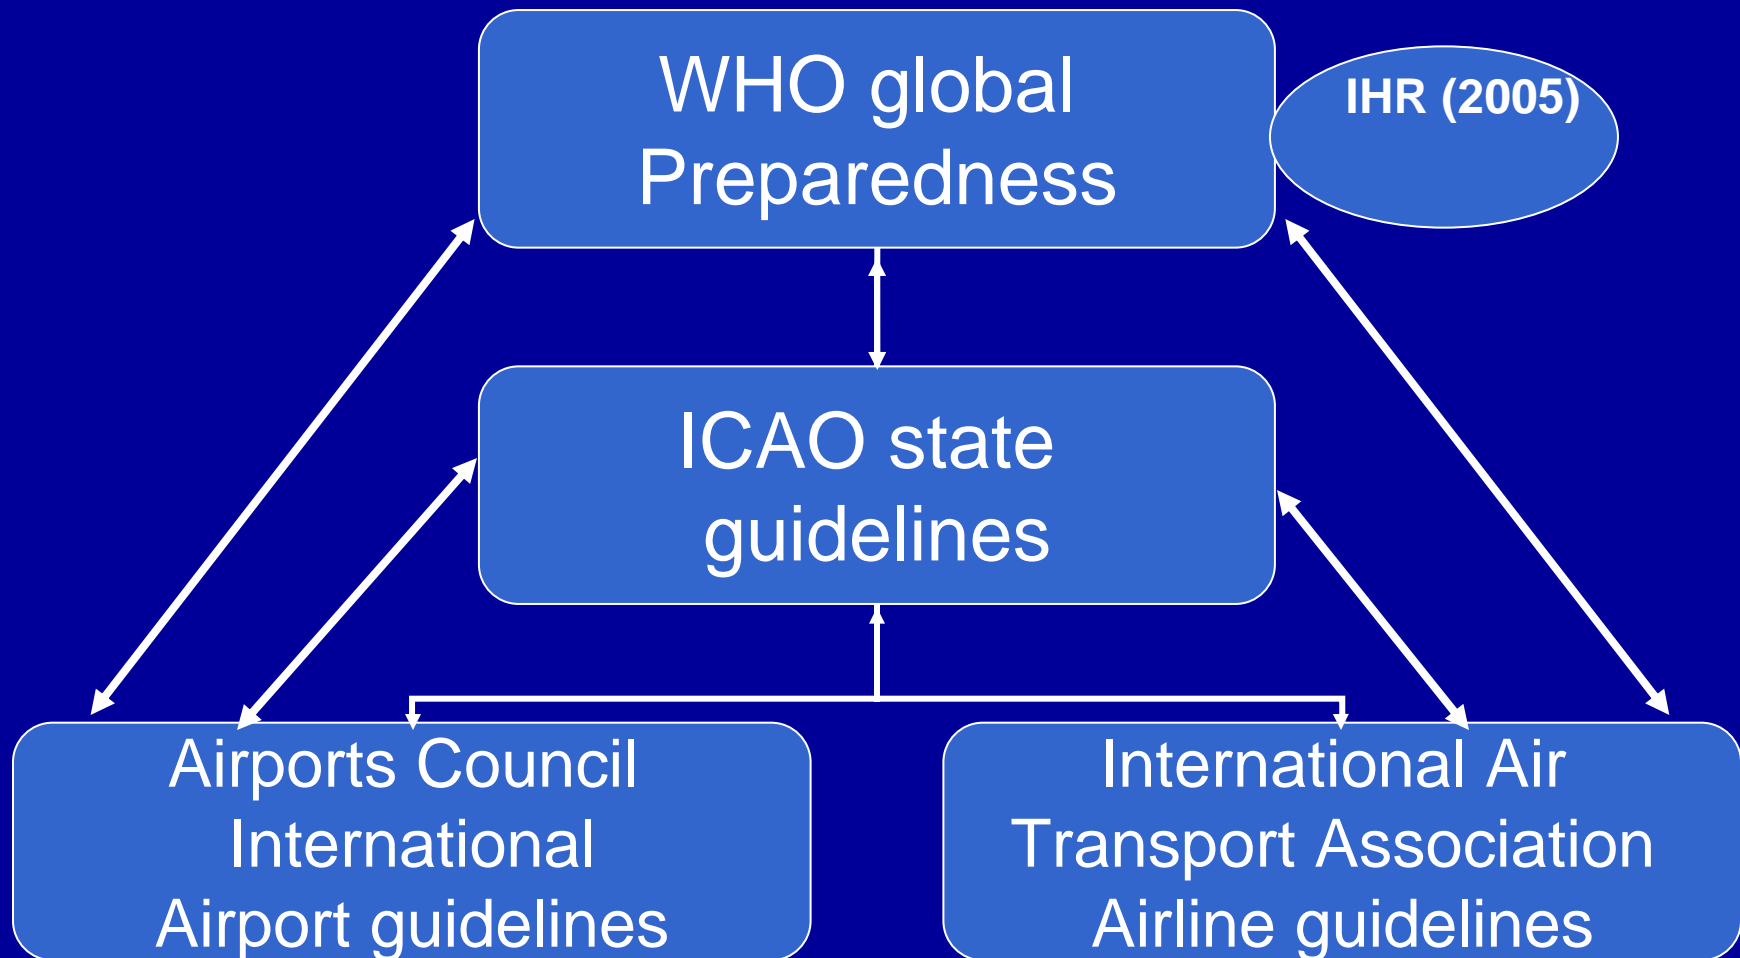 WHO global
Preparedness
IHR (2005)
ICAO state
guidelines
Airports Council
International
Airport guidelines
International Air
Transport Association
Airline guidelines